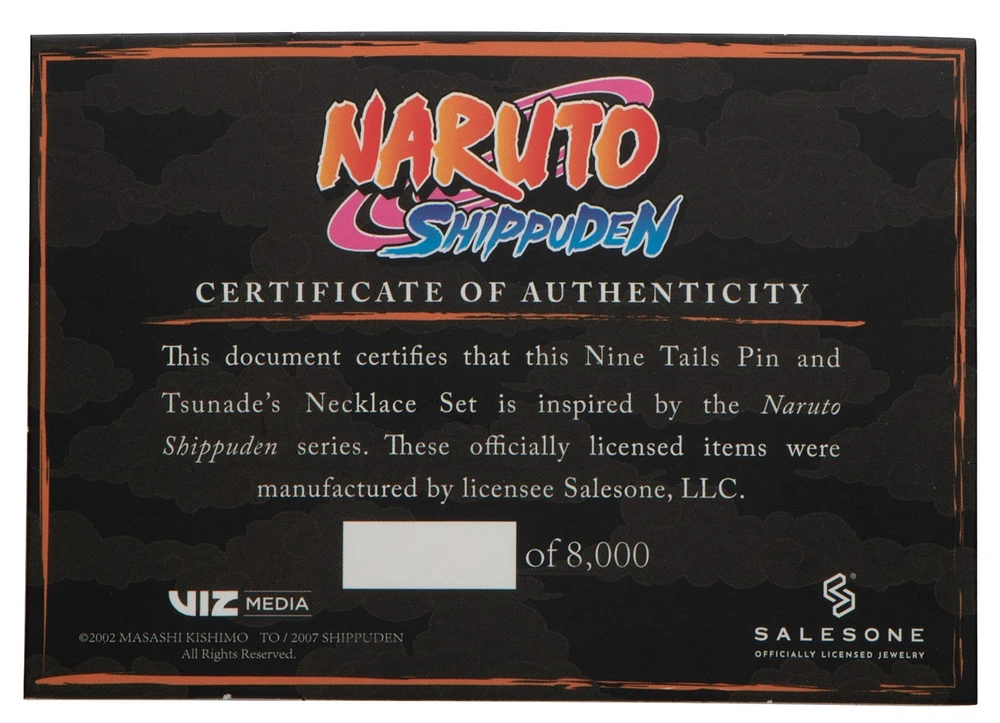 NARUTO
SHIPPUDEN
CERTIFICATE OF AUTHENTICITY
This document certifies that this Nine Tails Pin and
Tsunade's Necklace Set is inspired by the Naruto
Shippuden series. These officially licensed items were
manufactured by licensee Salesone, LLC.
of 8,000
VIZ MEDIA
©2002 MASASHI KISHIMOTO / 2007 SHIPPUDEN
All Rights Reserved.
SALESONE
OFFICIALLY LICENSED JEWELRY